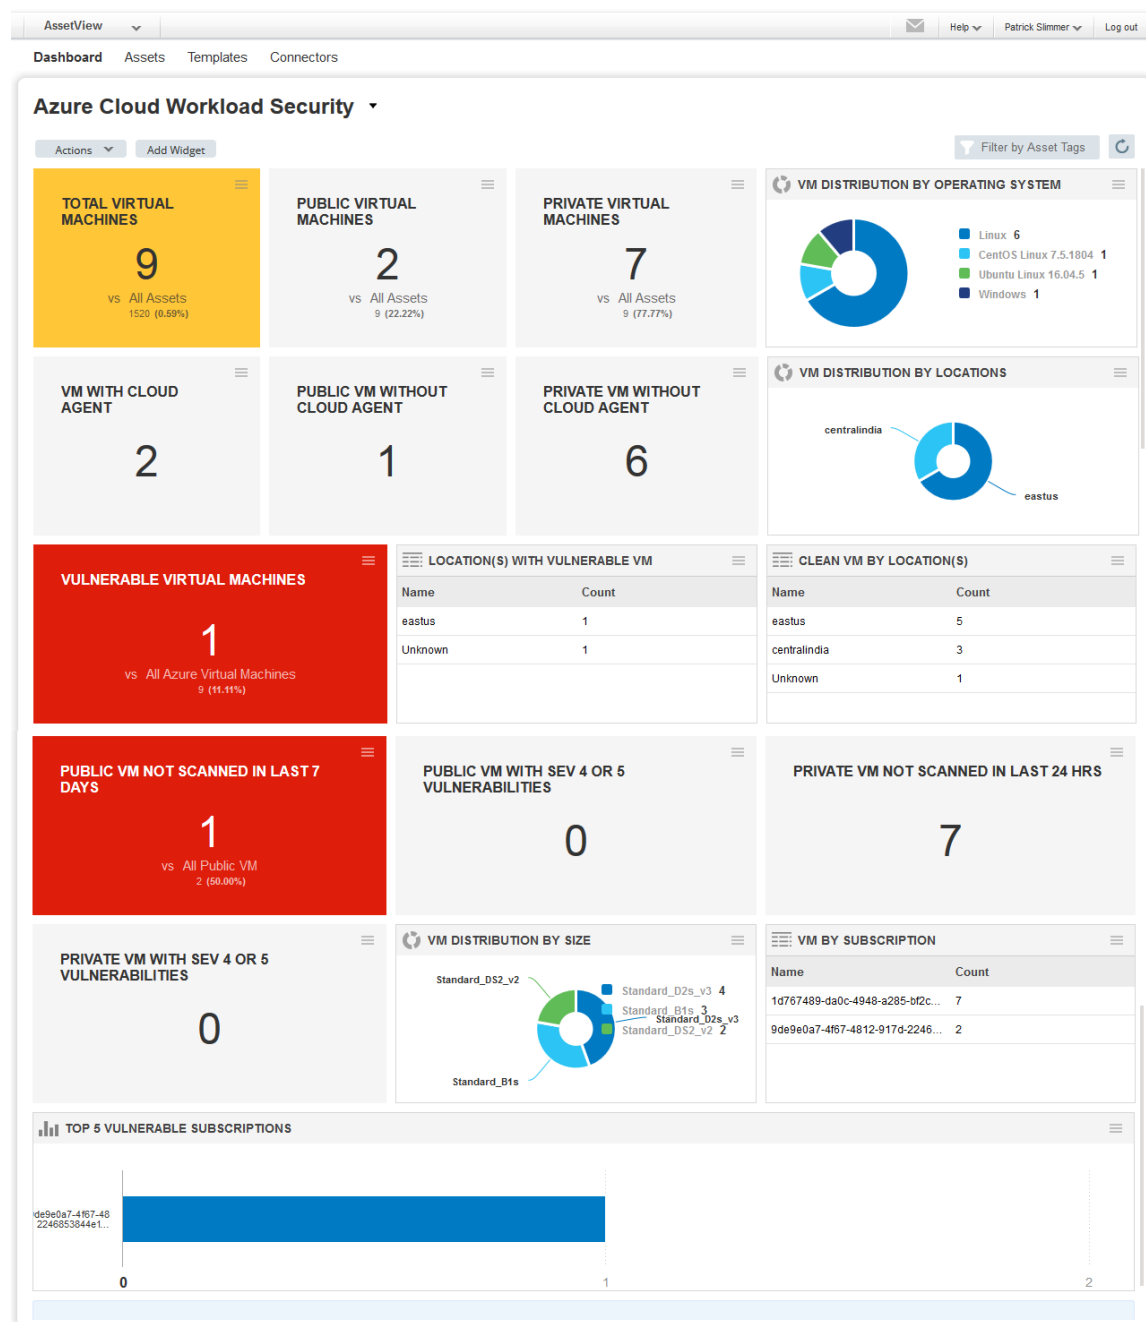 AssetView
Help
Patrick Slimmer
Log out
Dashboard
Assets
Templates
Connectors
Azure Cloud Workload Security
Actions
Add Widget
Filter by Asset Tags
TOTAL VIRTUAL
MACHINES
9
vs All Assets
1520 (0.59%)
PUBLIC VIRTUAL
MACHINES
2
vs All Assets
9 (22.22%)
PRIVATE VIRTUAL
MACHINES
7
vs All Assets
9 (77.77%)
VM DISTRIBUTION BY OPERATING SYSTEM
Linux 6
CentOS Linux 7.5.1804 1
Ubuntu Linux 16.04.5 1
Windows 1
VM WITH CLOUD
AGENT
2
PUBLIC VM WITHOUT
CLOUD AGENT
1
PRIVATE VM WITHOUT
CLOUD AGENT
6
VM DISTRIBUTION BY LOCATIONS
centralindia
eastus
VULNERABLE VIRTUAL MACHINES
1
vs All Azure Virtual Machines
9 (11.11%)
LOCATION(S) WITH VULNERABLE VM
Name Count
eastus 1
Unknown 1
CLEAN VM BY LOCATION(S)
Name Count
eastus 5
centralindia 3
Unknown 1
PUBLIC VM NOT SCANNED IN LAST 7
DAYS
1
vs All Public VM
2 (50.00%)
PUBLIC VM WITH SEV 4 OR 5
VULNERABILITIES
0
PRIVATE VM NOT SCANNED IN LAST 24 HRS
7
PRIVATE VM WITH SEV 4 OR 5
VULNERABILITIES
0
VM DISTRIBUTION BY SIZE
Standard_DS2_v2
Standard_D2s_v3 4
Standard_B1s 3
Standard_D2s_v3
Standard_DS2_v2 2
Standard_B1s
VM BY SUBSCRIPTION
Name Count
1d767489-da0c-4948-a285-bf2c... 7
9de9e0a7-4f67-4812-917d-2246... 2
TOP 5 VULNERABLE SUBSCRIPTIONS
9de9e0a7-4f67-48
2246853844e1...
0 1 2